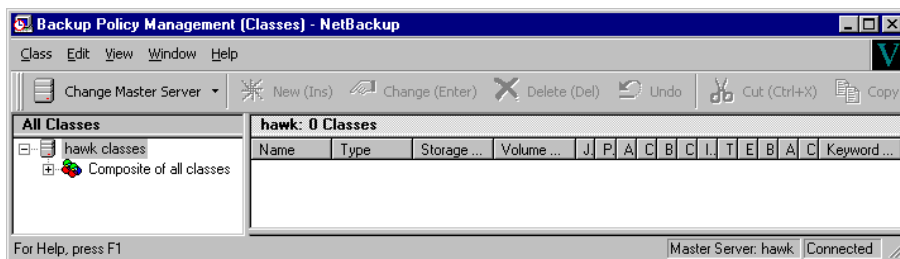 Backup Policy Management (Classes) - NetBackup
Class Edit View Window Help
V
Change Master Server New (Ins) Change (Enter) Delete (Del) Undo Cut (Ctrl+X) Copy
All Classes
hawk: 0 Classes
hawk classes
Name Type Storage ... Volume ... J. P. A C B C I.. T E B A C Keyword ...
Composite of all classes
For Help, press F1
Master Server: hawk Connected